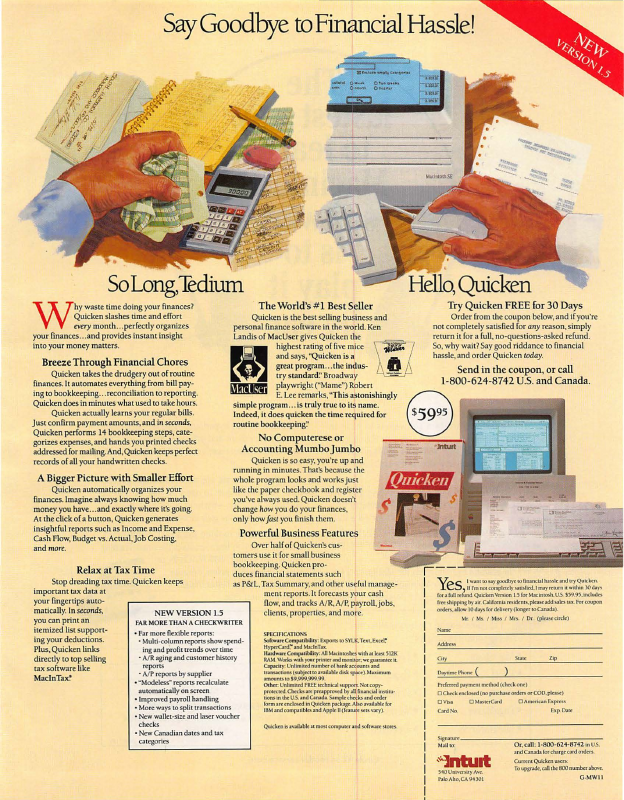 Say Goodbye to Financial Hassle!
NEW
VERSION 1.5
Macintosh SE
So Long, Tedium
Hello, Quicken
Why waste time doing your finances?
Quicken slashes time and effort
every month...perfectly organizes
your finances...and provides instant insight
into your money matters.
Breeze Through Financial Chores
Quicken takes the drudgery out of routine
finances. It automates everything from bill pay-
ing to bookkeeping...reconciliation to reporting.
Quicken does in minutes what used to take hours.
Quicken actually learns your regular bills.
Just confirm payment amounts, and in seconds,
Quicken performs 14 bookkeeping steps, cate-
gorizes expenses, and hands you printed checks
addressed for mailing. And, Quicken keeps perfect
records of all your handwritten checks.
A Bigger Picture with Smaller Effort
Quicken automatically organizes your
finances. Imagine always knowing how much
money you have...and exactly where it's going.
At the click of a button, Quicken generates
insightful reports such as Income and Expense,
Cash Flow, Budget vs. Actual, Job Costing,
and more.
Relax at Tax Time
Stop dreading tax time. Quicken keeps
important tax data at
your fingertips auto-
matically. In seconds,
you can print an
itemized list support-
ing your deductions.
Plus, Quicken links
directly to top selling
tax software like
MacInTax.®
NEW VERSION 1.5
FAR MORE THAN A CHECKWRITER
• Far more flexible reports:
• Multi-column reports show spend-
ing and profit trends over time
• A/R aging and customer history
reports
• A/P reports by supplier
• "Modeless" reports recalculate
automatically on screen
• Improved payroll handling
• More ways to split transactions
• New wallet-size and laser voucher
checks
• New Canadian dates and tax
categories
The World's #1 Best Seller
Quicken is the best selling business and
personal finance software in the world. Ken
Landis of MacUser gives Quicken the
highest rating of five mice
and says, "Quicken is a
great program...the indus-
try standard." Broadway
playwright ("Mame") Robert
E. Lee remarks, "This astonishingly
simple program...is truly true to its name.
Indeed, it does quicken the time required for
routine bookkeeping."
MacUser
No Computerese or
Accounting Mumbo Jumbo
Quicken is so easy, you're up and
running in minutes. That's because the
whole program looks and works just
like the paper checkbook and register
you've always used. Quicken doesn't
change how you do your finances,
only how fast you finish them.
Powerful Business Features
Over half of Quicken's cus-
tomers use it for small business
bookkeeping. Quicken pro-
duces financial statements such
as P&L, Tax Summary, and other useful manage-
ment reports. It forecasts your cash
flow, and tracks A/R, A/P, payroll, jobs,
clients, properties, and more.
SPECIFICATIONS
Software Compatibility: Exports to SYLK, Text, Excel,®
HyperCard,® and MacInTax.
Hardware Compatibility: All Macintoshes with at least 512K
RAM. Works with your printer and monitor; we guarantee it.
Capacity: Unlimited number of bank accounts and
transactions (subject to available disk space). Maximum
amounts to $9,999,999.99.
Other: Unlimited FREE technical support. Not copy-
protected. Checks are preapproved by all financial institu-
tions in the U.S. and Canada. Sample checks and order
form are enclosed in Quicken package. Also available for
IBM and compatibles and Apple II (feature sets vary).
Quicken is available at most computer and software stores.
Try Quicken FREE for 30 Days
Order from the coupon below, and if you're
not completely satisfied for any reason, simply
return it for a full, no-questions-asked refund.
So, why wait? Say good riddance to financial
hassle, and order Quicken today.
Send in the coupon, or call
1-800-624-8742 U.S. and Canada.
$59.95
Intuit
Quicken
Yes, I want to say goodbye to financial hassle and try Quicken.
If I'm not completely satisfied, I may return it within 30 days
for a full refund. Quicken Version 1.5 for Macintosh, U.S. $59.95, includes
free shipping by air. California residents, please add sales tax. For coupon
orders, allow 10 days for delivery (longer to Canada).
Mr. / Ms. / Miss / Mrs. / Dr. (please circle)
Name
Address
City State Zip
Daytime Phone ( )
Preferred payment method (check one)
☐ Check enclosed (no purchase orders or COD, please)
☐ Visa ☐ MasterCard ☐ American Express
Card No. Exp Date
Signature
Mail to:
Intuit
540 University Ave.
Palo Alto, CA 94301
Or, call: 1-800-624-8742 in U.S.
and Canada for charge card orders.
Current Quicken users:
To upgrade, call the 800 number above.
G-MW11